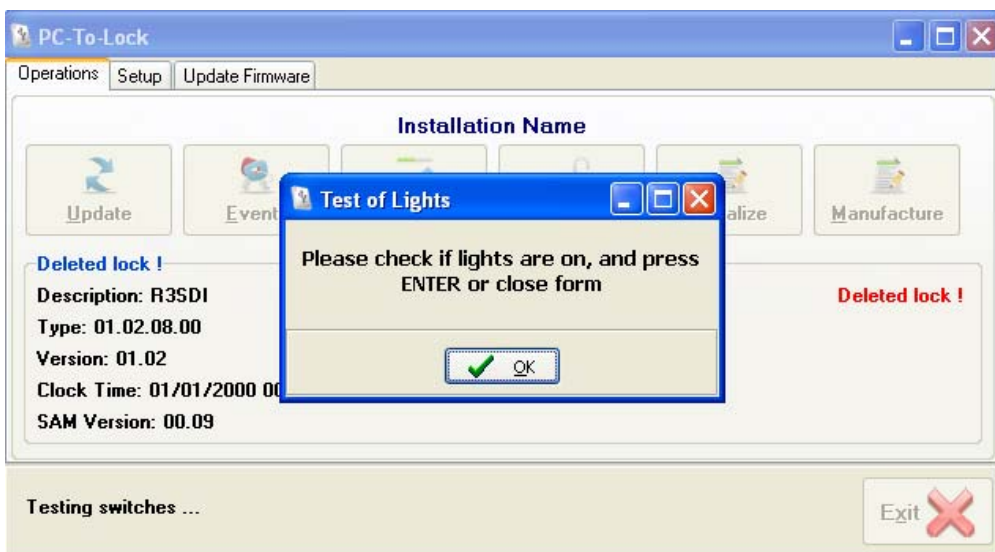 PC-To-Lock
Operations Setup Update Firmware
Installation Name
Update Event alize Manufacture
Test of Lights
Please check if lights are on, and press
ENTER or close form
OK
Deleted lock !
Description: R3SDI
Deleted lock !
Type: 01.02.08.00
Version: 01.02
Clock Time: 01/01/2000 00
SAM Version: 00.09
Testing switches ...
Exit